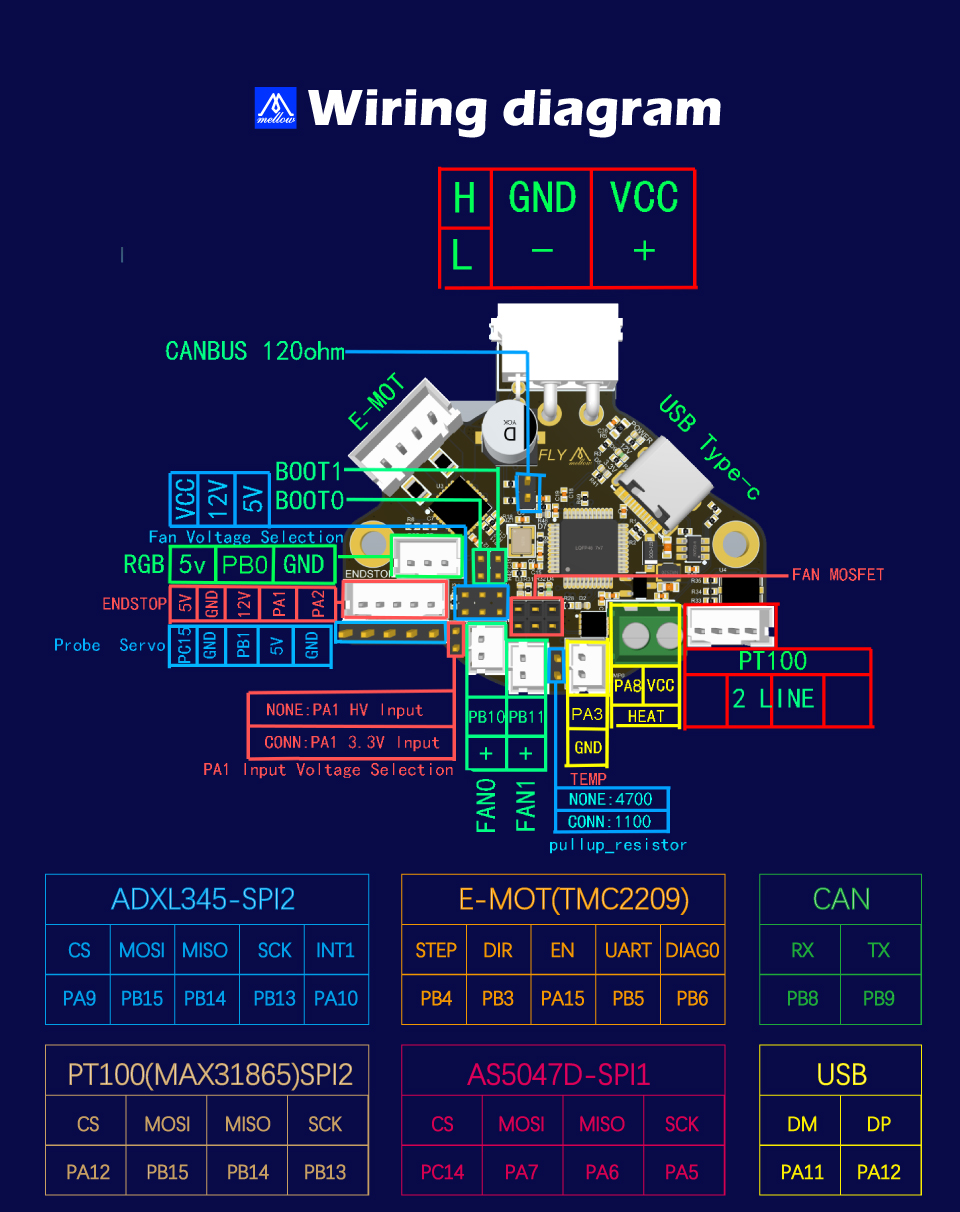 mellow Wiring diagram
H GND VCC
L - +
CANBUS 120ohm
E-MOT
USB Type-c
BOOT1
BOOT0
VCC 12V 5V
Fan Voltage Selection
RGB 5v PB0 GND
FAN MOSFET
ENDSTOP 5V GND 12V PA1 PA2
Probe Servo PC15 GND PB1 5V GND
FLY mellow
POWER
ENDSTOP
PT100
2 LINE
PA8 VCC
HEAT
NONE:PA1 HV Input
CONN:PA1 3.3V Input
PA1 Input Voltage Selection
PB10 PB11
+ +
FAN0 FAN1
PA3
GND
TEMP
NONE:4700
CONN:1100
pullup_resistor
ADXL345-SPI2
CS MOSI MISO SCK INT1
PA9 PB15 PB14 PB13 PA10
E-MOT(TMC2209)
STEP DIR EN UART DIAG0
PB4 PB3 PA15 PB5 PB6
CAN
RX TX
PB8 PB9
PT100(MAX31865)SPI2
CS MOSI MISO SCK
PA12 PB15 PB14 PB13
AS5047D-SPI1
CS MOSI MISO SCK
PC14 PA7 PA6 PA5
USB
DM DP
PA11 PA12